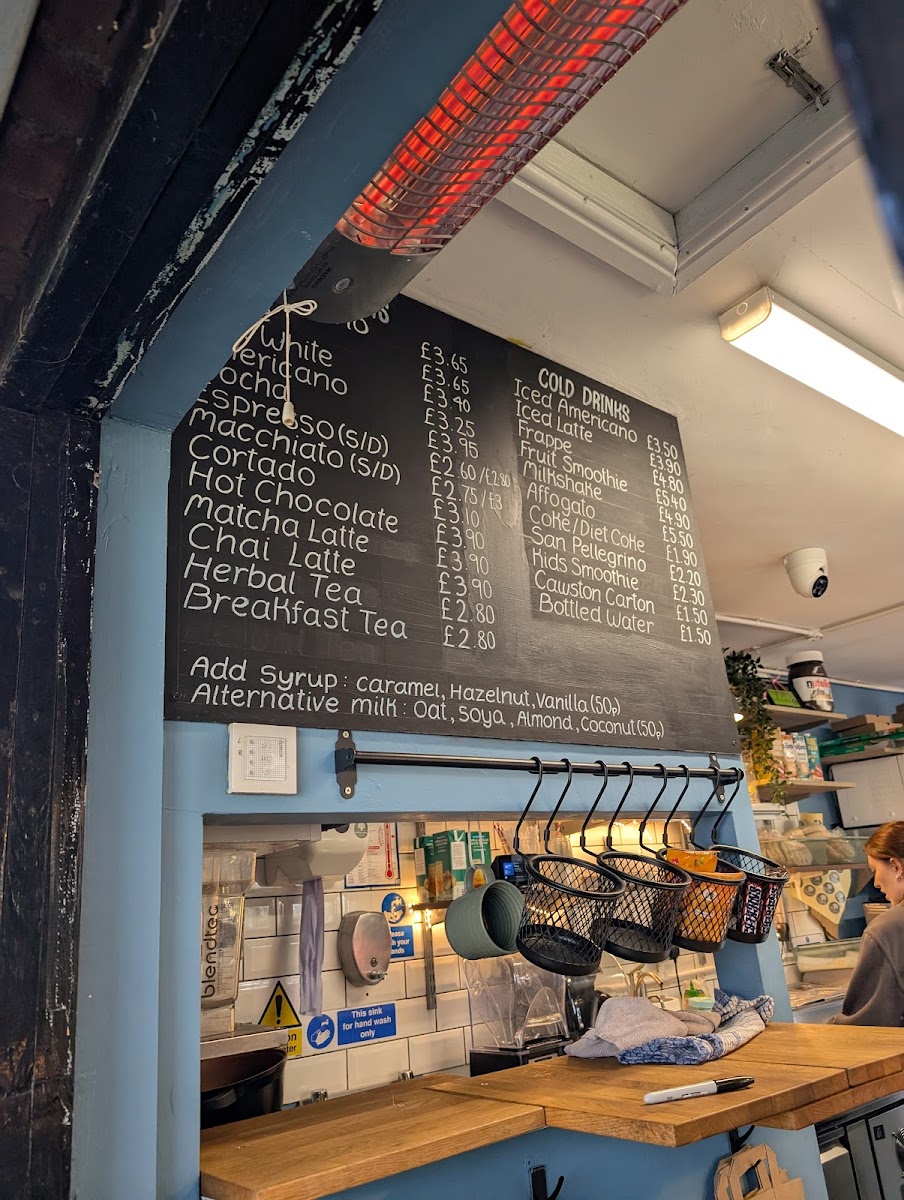 £3.65
£3.65
White £3.40
ericano £3.25
ocha £3.95
Espresso (S/D) £2.60/£2.80
Macchiato (S/D) £2.75/£3
Cortado £3.10
Hot Chocolate £3.90
Matcha Latte £3.90
Chai Latte £3.90
Herbal Tea £2.80
Breakfast Tea £2.80
COLD DRINKS
Iced Americano £3.50
Iced Latte £3.90
Frappe £4.80
Fruit Smoothie £5.40
Milkshake £4.90
Affogato £5.50
Coke/Diet Coke £1.90
San Pellegrino £2.20
Kids Smoothie £2.30
Cawston Carton £1.50
Bottled Water £1.50
Add Syrup: caramel, Hazelnut, Vanilla (50p)
Alternative milk: Oat, Soya, Almond, Coconut (50p)
nutella
blendtec
This sink
for hand wash
only
SNICKERS